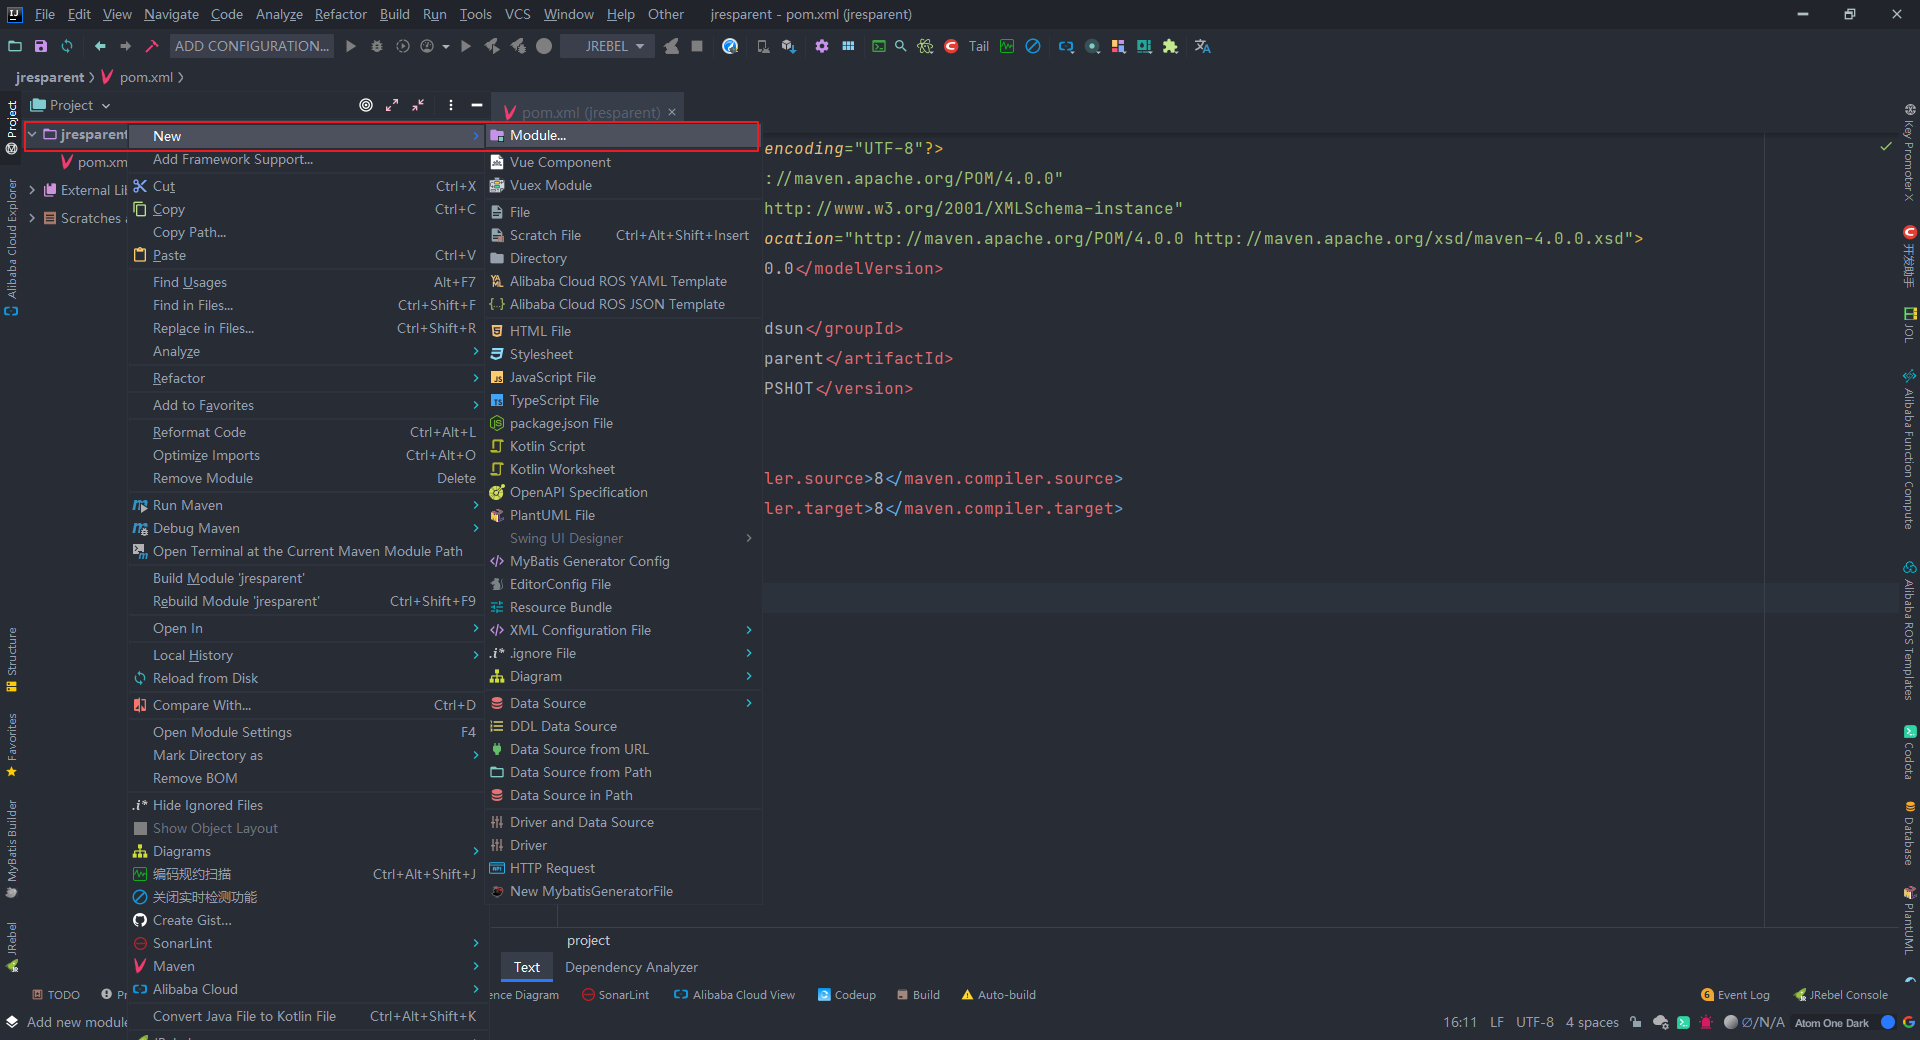 File Edit View Navigate Code Analyze Refactor Build Run Tools VCS Window Help Other jresparent - pom.xml (jresparent)
ADD CONFIGURATION... JREBEL Tail
jresparent pom.xml
Project
pom.xml (jresparent)
jresparent
pom.xm
External Lib
Scratches
New
Add Framework Support...
Cut Ctrl+X
Copy Ctrl+C
Copy Path...
Paste Ctrl+V
Find Usages Alt+F7
Find in Files... Ctrl+Shift+F
Replace in Files... Ctrl+Shift+R
Analyze
Refactor
Add to Favorites
Reformat Code Ctrl+Alt+L
Optimize Imports Ctrl+Alt+O
Remove Module Delete
Run Maven
Debug Maven
Open Terminal at the Current Maven Module Path
Build Module 'jresparent'
Rebuild Module 'jresparent' Ctrl+Shift+F9
Open In
Local History
Reload from Disk
Compare With... Ctrl+D
Open Module Settings F4
Mark Directory as
Remove BOM
.i* Hide Ignored Files
Show Object Layout
Diagrams
编码规约扫描 Ctrl+Alt+Shift+J
关闭实时检测功能
Create Gist...
SonarLint
Maven
Alibaba Cloud
Convert Java File to Kotlin File Ctrl+Alt+Shift+K
Module...
Vue Component
Vuex Module
File
Scratch File Ctrl+Alt+Shift+Insert
Directory
Alibaba Cloud ROS YAML Template
Alibaba Cloud ROS JSON Template
HTML File
Stylesheet
JavaScript File
TypeScript File
package.json File
Kotlin Script
Kotlin Worksheet
OpenAPI Specification
PlantUML File
Swing UI Designer
MyBatis Generator Config
EditorConfig File
Resource Bundle
XML Configuration File
.i* .ignore File
Diagram
Data Source
DDL Data Source
Data Source from URL
Data Source from Path
Data Source in Path
Driver and Data Source
Driver
HTTP Request
New MybatisGeneratorFile
encoding="UTF-8"?>
://maven.apache.org/POM/4.0.0"
http://www.w3.org/2001/XMLSchema-instance"
ocation="http://maven.apache.org/POM/4.0.0 http://maven.apache.org/xsd/maven-4.0.0.xsd">
0.0</modelVersion>
dsun</groupId>
parent</artifactId>
PSHOT</version>
ler.source>8</maven.compiler.source>
ler.target>8</maven.compiler.target>
project
Text Dependency Analyzer
TODO Pr ence Diagram SonarLint Alibaba Cloud View Codeup Build Auto-build 6 Event Log JRebel Console
Add new module 16:11 LF UTF-8 4 spaces Ø/N/A Atom One Dark
Project
Alibaba Cloud Explorer
Structure
Favorites
MyBatis Builder
JRebel
Key Promoter X
开发助手
JOL
Alibaba Function Compute
Alibaba ROS Templates
Codota
Database
PlantUML